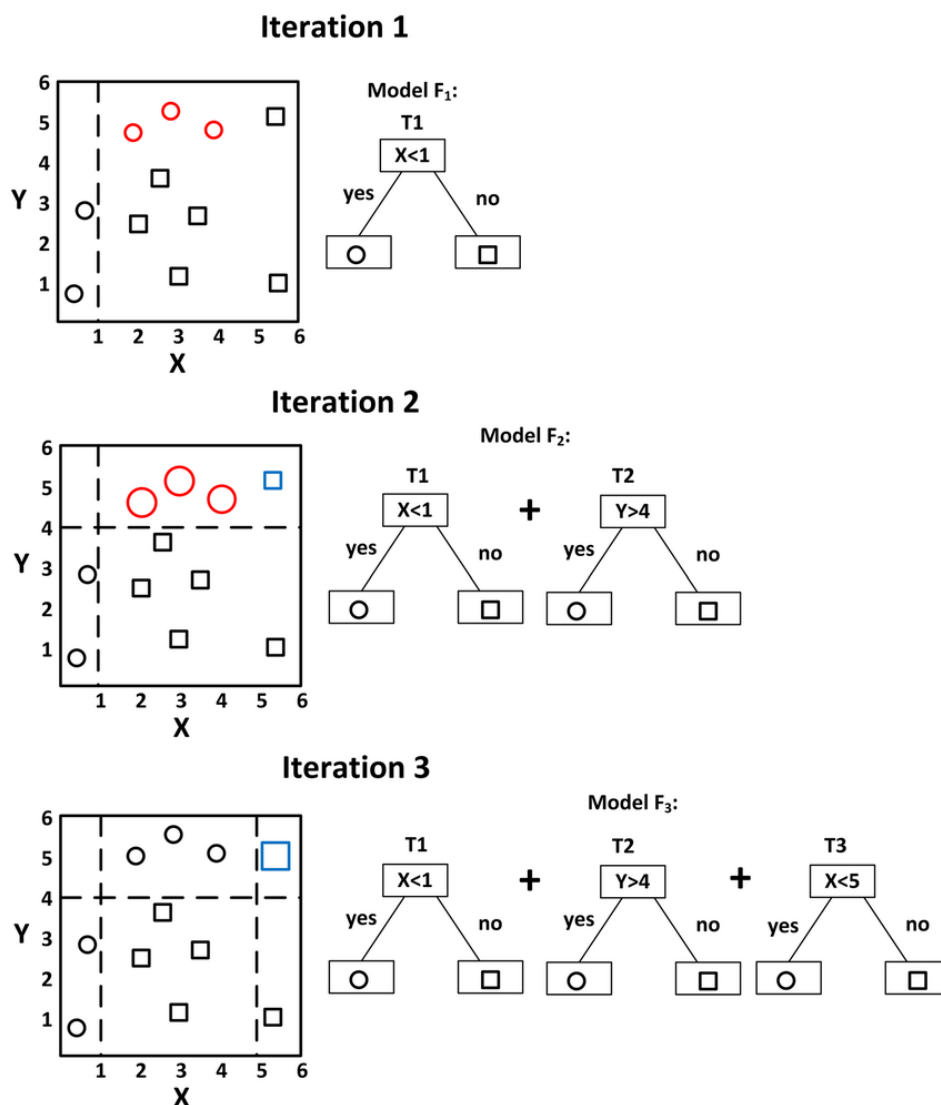 Iteration 1
6
5
4
3
2
1
Y
1 2 3 4 5 6
X
Model F₁:
T1
X<1
yes
no
Iteration 2
6
5
4
3
2
1
Y
1 2 3 4 5 6
X
Model F₂:
T1
X<1
yes
no
+
T2
Y>4
yes
no
Iteration 3
6
5
4
3
2
1
Y
1 2 3 4 5 6
X
Model F₃:
T1
X<1
yes
no
+
T2
Y>4
yes
no
+
T3
X<5
yes
no